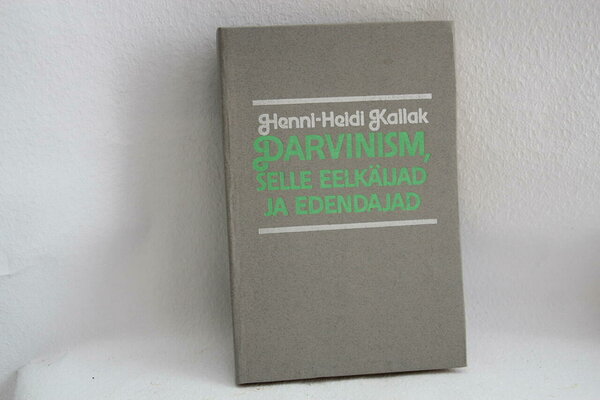 Henni-Heidi Kallak
DARVINISM,
SELLE EELKÄIJAD
JA EDENDAJAD